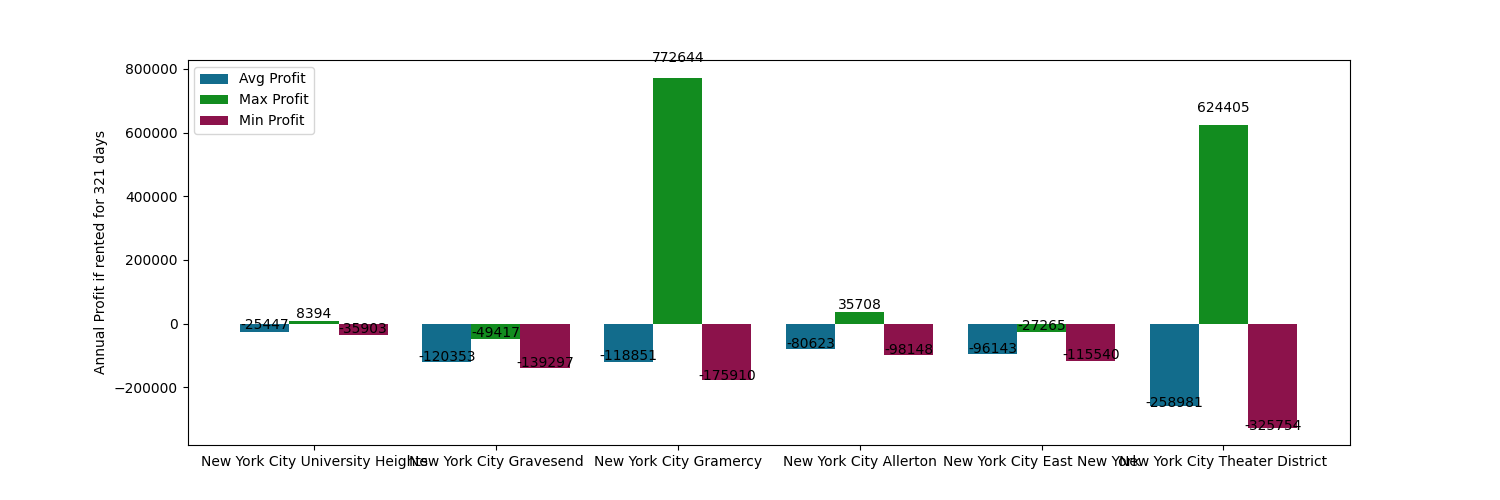 772644
800000
Avg Profit
Max Profit
Min Profit
624405
600000
400000
200000
35708
8394
0
-25447
-35903
-49417
-27265
-80623
-96143
-98148
-115540
-118851
-120353
-139297
-175910
−200000
-258981
-325754
Annual Profit if rented for 321 days
New York City University Heights
New York City Gravesend
New York City Gramercy
New York City Allerton
New York City East New York
New York City Theater District